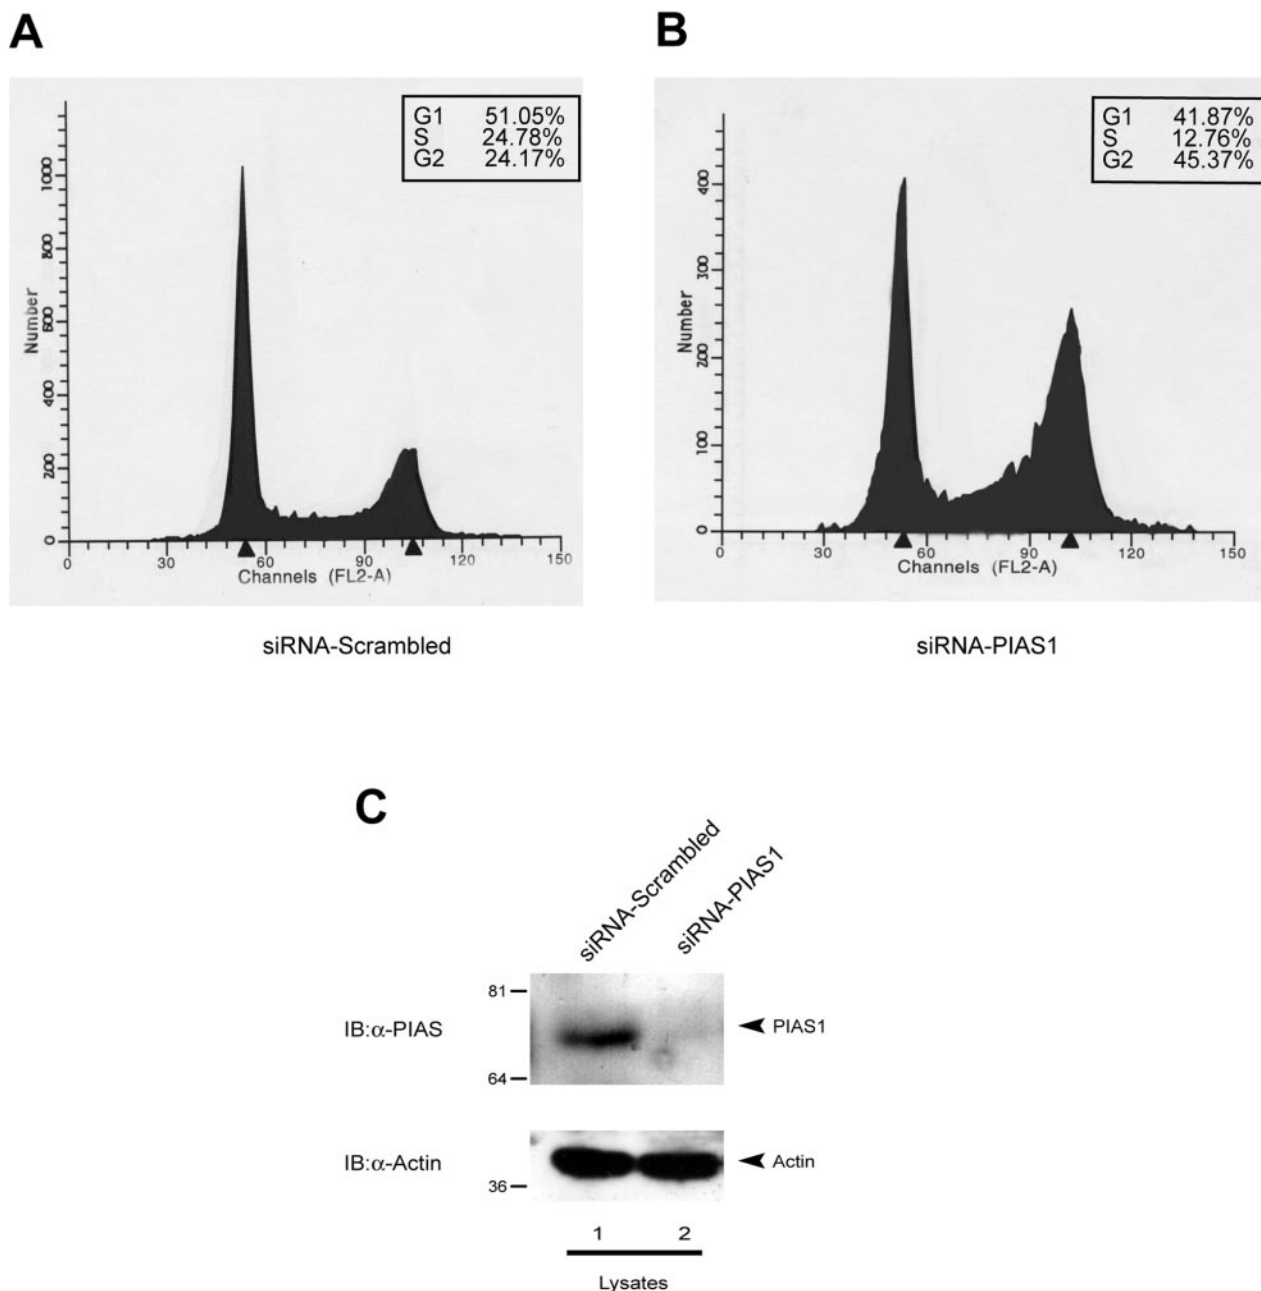 A
B
G1 51.05%
S 24.78%
G2 24.17%
Number
0
200
400
600
800
1000
0 30 60 90 120 150
Channels (FL2-A)
siRNA-Scrambled
G1 41.87%
S 12.76%
G2 45.37%
Number
0
100
200
300
400
0 30 60 90 120 150
Channels (FL2-A)
siRNA-PIAS1
C
siRNA-Scrambled
siRNA-PIAS1
81
IB:α-PIAS
PIAS1
64
IB:α-Actin
Actin
36
1 2
Lysates